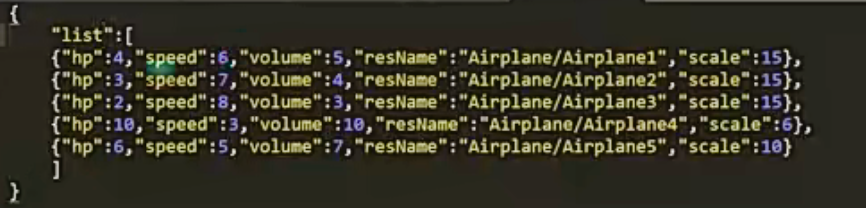 {
"list":[
{"hp":4,"speed":6,"volume":5,"resName":"Airplane/Airplane1","scale":15},
{"hp":3,"speed":7,"volume":4,"resName":"Airplane/Airplane2","scale":15},
{"hp":2,"speed":8,"volume":3,"resName":"Airplane/Airplane3","scale":15},
{"hp":10,"speed":3,"volume":10,"resName":"Airplane/Airplane4","scale":6},
{"hp":6,"speed":5,"volume":7,"resName":"Airplane/Airplane5","scale":10}
]
}